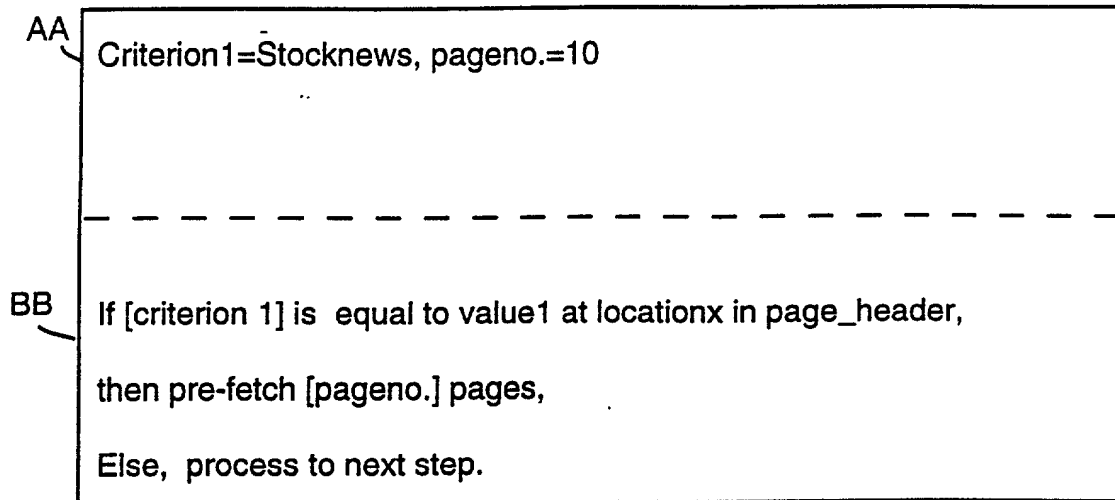 AA
Criterion1=Stocknews, pageno.=10
BB
If [criterion 1] is equal to value1 at locationx in page_header,
then pre-fetch [pageno.] pages,
Else, process to next step.